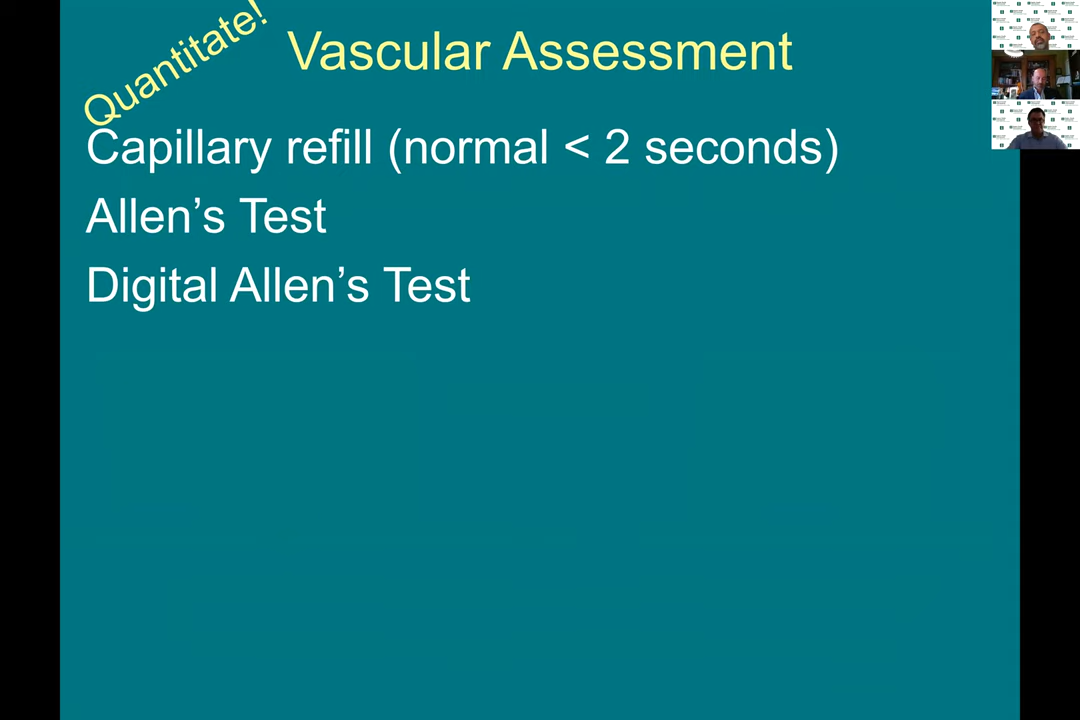 Quantitate!
Vascular Assessment
Capillary refill (normal < 2 seconds)
Allen’s Test
Digital Allen’s Test